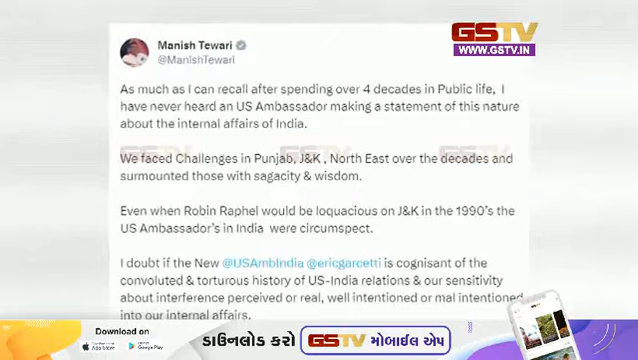 GSTV
WWW.GSTV.IN
Manish Tewari
@ManishTewari
As much as I can recall after spending over 4 decades in Public life, I
have never heard an US Ambassador making a statement of this nature
about the internal affairs of India.
We faced Challenges in Punjab, J&K , North East over the decades and
surmounted those with sagacity & wisdom.
Even when Robin Raphel would be loquacious on J&K in the 1990's the
US Ambassador's in India were circumspect.
I doubt if the New @USAmbIndia @ericgarcetti is cognisant of the
convoluted & torturous history of US-India relations & our sensitivity
about interference perceived or real, well intentioned or mal intentioned
into our internal affairs.
Download on
App Store
Google Play
ડાઉનલોડ કરો GSTV મોબાઈલ એપ